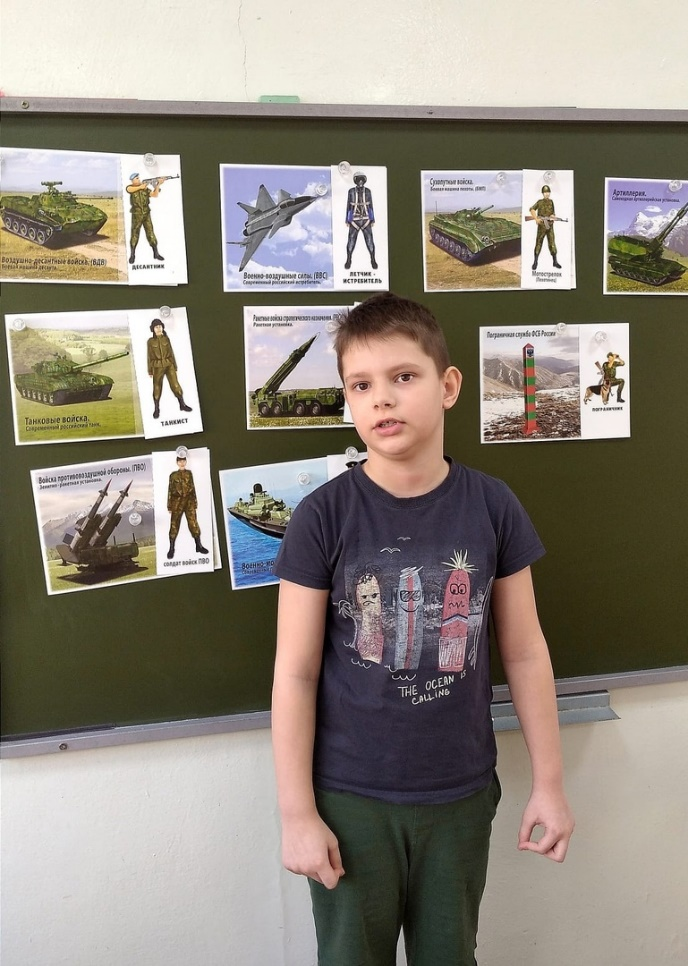 Воздушно-десантные войска. (ВДВ)
Боевая машина десанта.
ДЕСАНТНИК
Военно-воздушные силы. (ВВС)
Современный российский истребитель.
ЛЕТЧИК -
ИСТРЕБИТЕЛЬ
Сухопутные войска.
Боевая машина пехоты. (БМП)
Мотострелок
(Пехотинец)
Артиллерия.
Самоходная артиллерийская установка.
Танковые войска.
Современный российский танк.
ТАНКИСТ
Ракетные войска стратегического назначения.
Ракетная установка.
Пограничная служба ФСБ России
ПОГРАНИЧНИК
Войска противовоздушной обороны. (ПВО)
Зенитно - ракетная установка.
солдат войск ПВО
THE OCEAN IS
CALLING